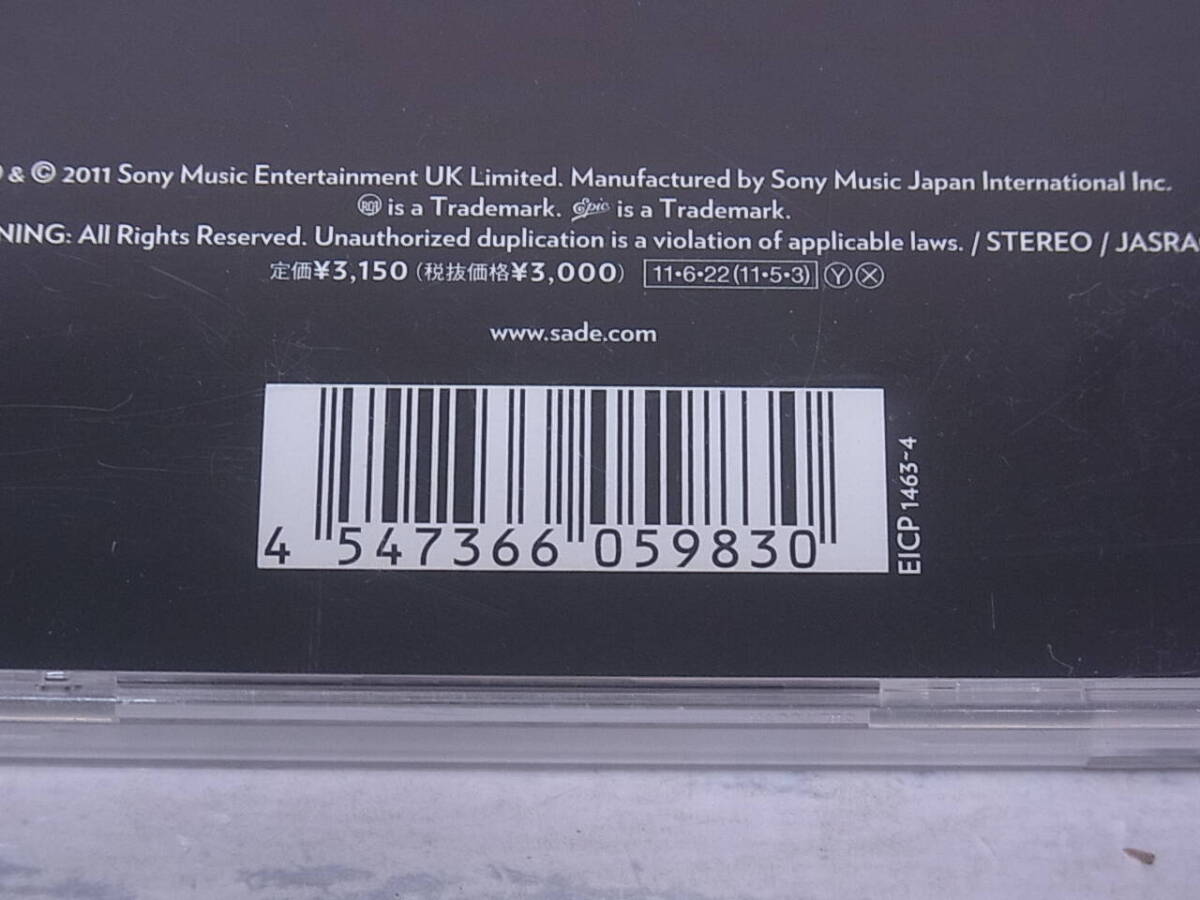 & © 2011 Sony Music Entertainment UK Limited. Manufactured by Sony Music Japan International Inc.
RCA is a Trademark. Epic is a Trademark.
All Rights Reserved. Unauthorized duplication is a violation of applicable laws. / STEREO /
定価¥3,150 (税抜価格¥3,000) 11•6•22(11•5•3) Ⓨ Ⓧ
www.sade.com
4 547366 059830
EICP 1463~4